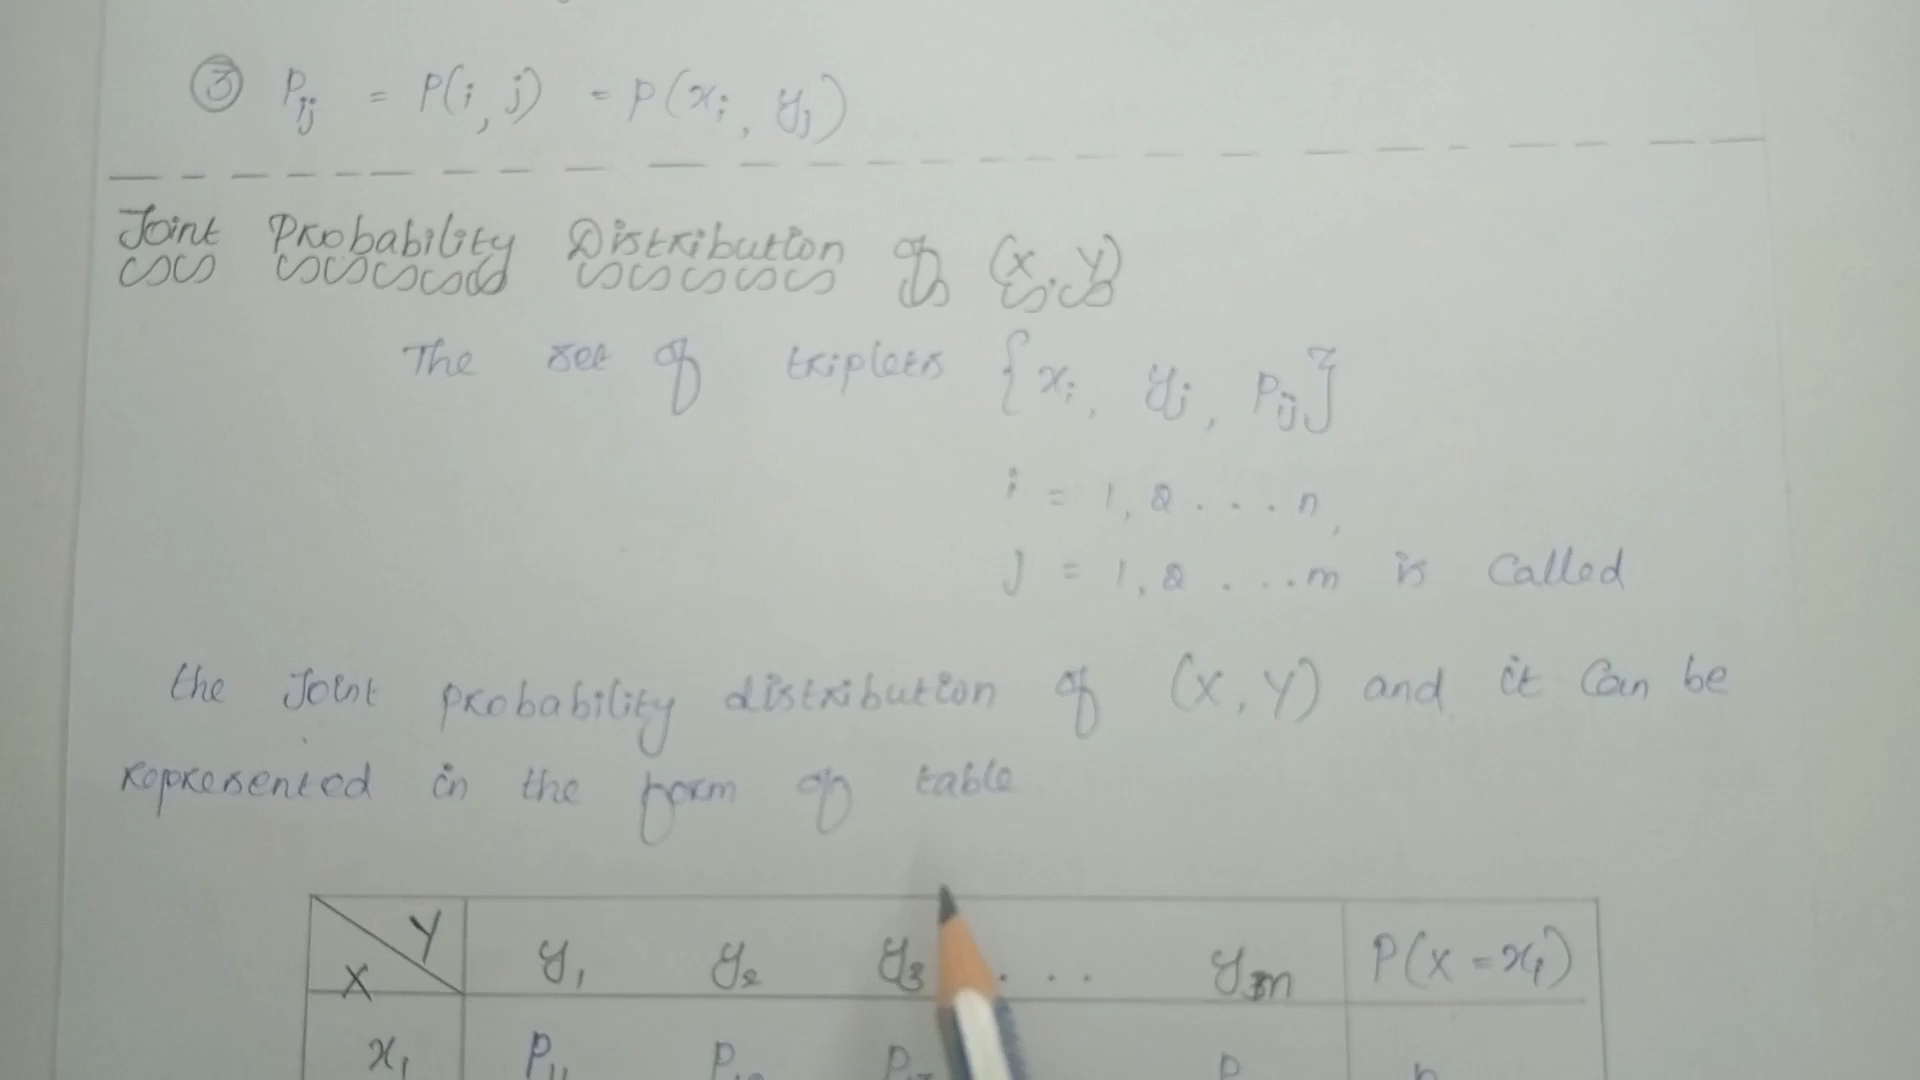 ③ Pij = P(i, j) = P(xi, yj)
Joint Probability Distribution of (X, Y)
The set of triplets {xi, yj, Pij}
i = 1, 2 . . . n,
J = 1, 2 . . . m is called
the Joint probability distribution of (X, Y) and it can be
represented in the form of table
Y
X y1 y2 y3 . . . ym P(X = xi)
x1 P11